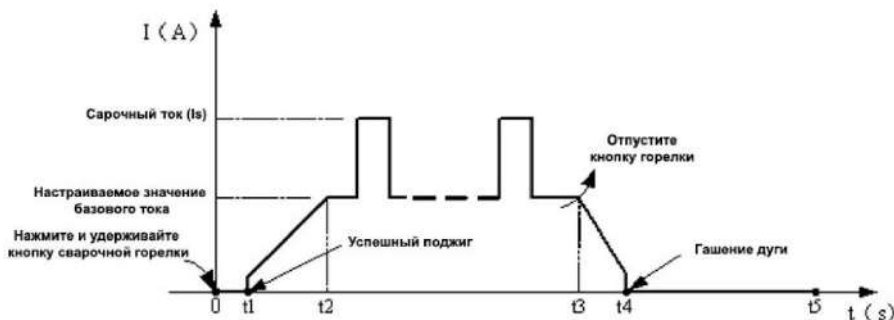 I(A)
Сарочный ток (Is)
Отпустите
кнопку горелки
Настраиваемое значение
базового тока
Нажмите и удерживайте
кнопку сварочной горелки
Успешный поджиг
Гашение дуги
0
t1
t2
t3
t4
t5
t(s)